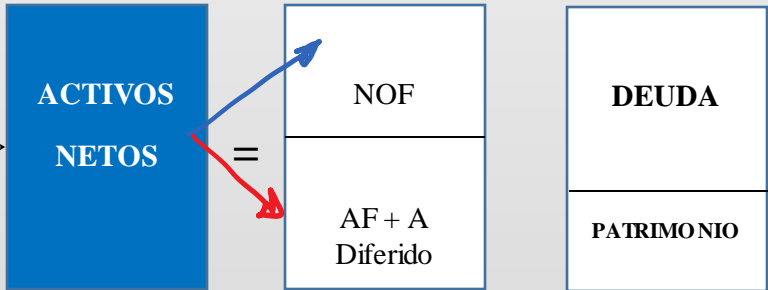 ACTIVOS
NETOS
=
NOF
AF + A
Diferido
DEUDA
PATRIMONIO